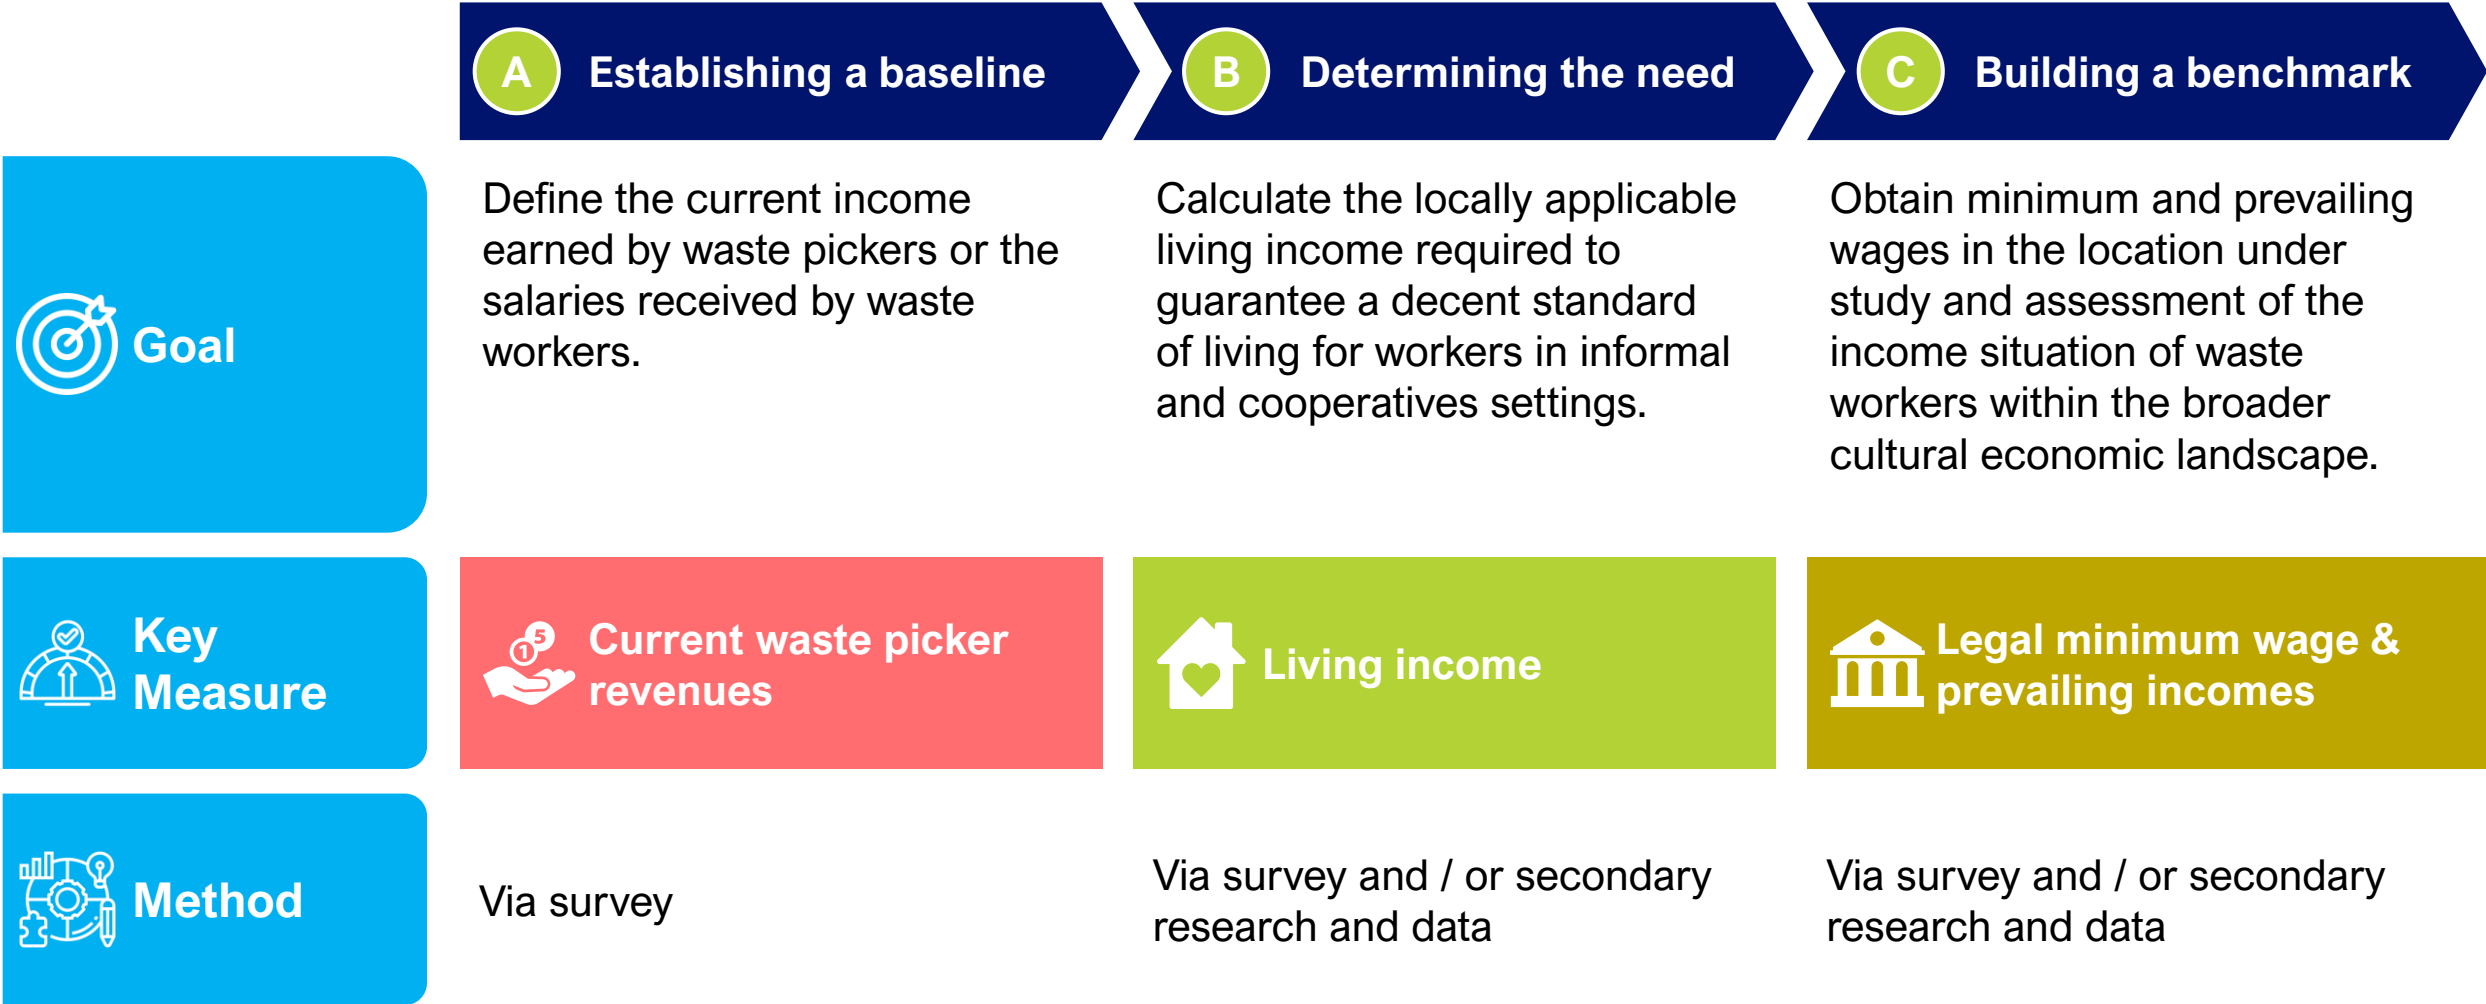 A Establishing a baseline
B Determining the need
C Building a benchmark
Goal
Define the current income
earned by waste pickers or the
salaries received by waste
workers.
Calculate the locally applicable
living income required to
guarantee a decent standard
of living for workers in informal
and cooperatives settings.
Obtain minimum and prevailing
wages in the location under
study and assessment of the
income situation of waste
workers within the broader
cultural economic landscape.
Key
Measure
5
1
Current waste picker
revenues
Living income
Legal minimum wage &
prevailing incomes
Method
Via survey
Via survey and / or secondary
research and data
Via survey and / or secondary
research and data